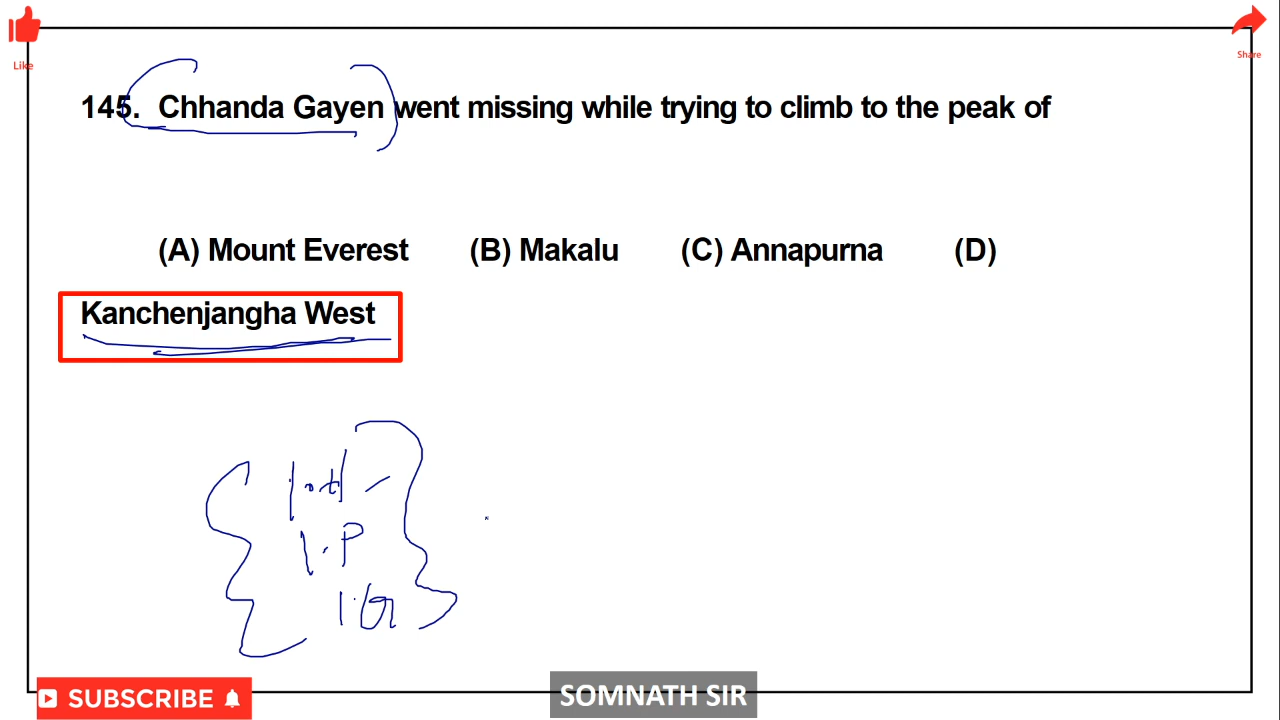 Like
Share
145. Chhanda Gayen went missing while trying to climb to the peak of
(A) Mount Everest (B) Makalu (C) Annapurna (D)
Kanchenjangha West
SUBSCRIBE
SOMNATH SIR